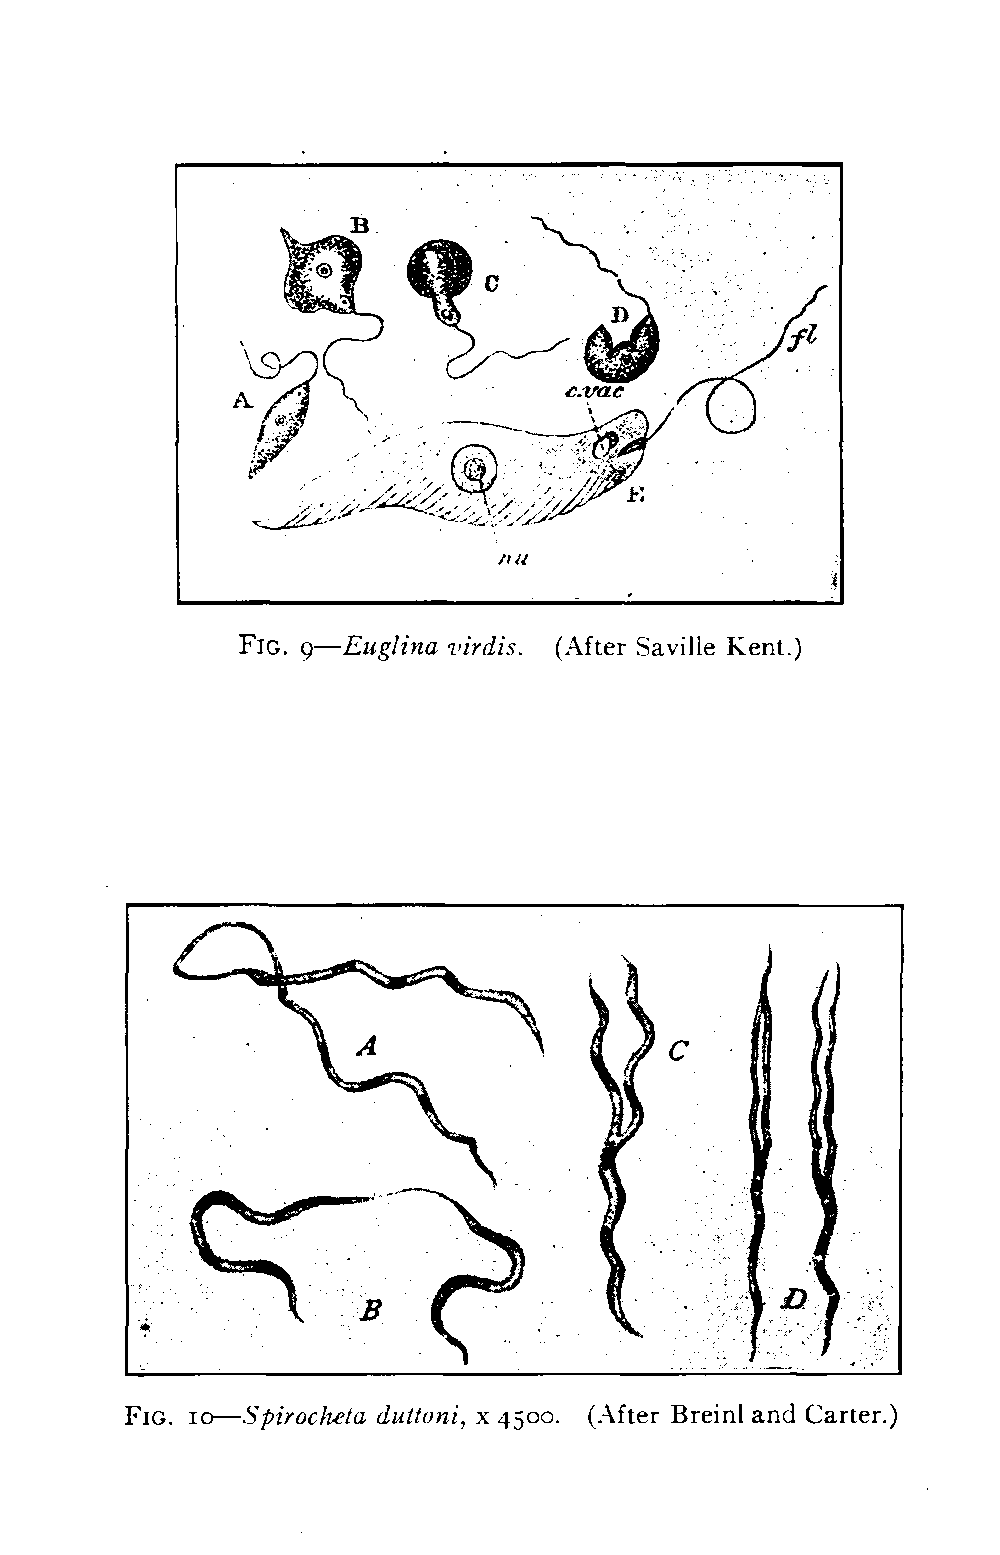 B
C
D
fl
c.vac
A
E
nu
FIG. 9—Euglina virdis. (After Saville Kent.)
A
C
B
D
FIG. 10—Spirocheta duttoni, x 4500. (After Breinl and Carter.)